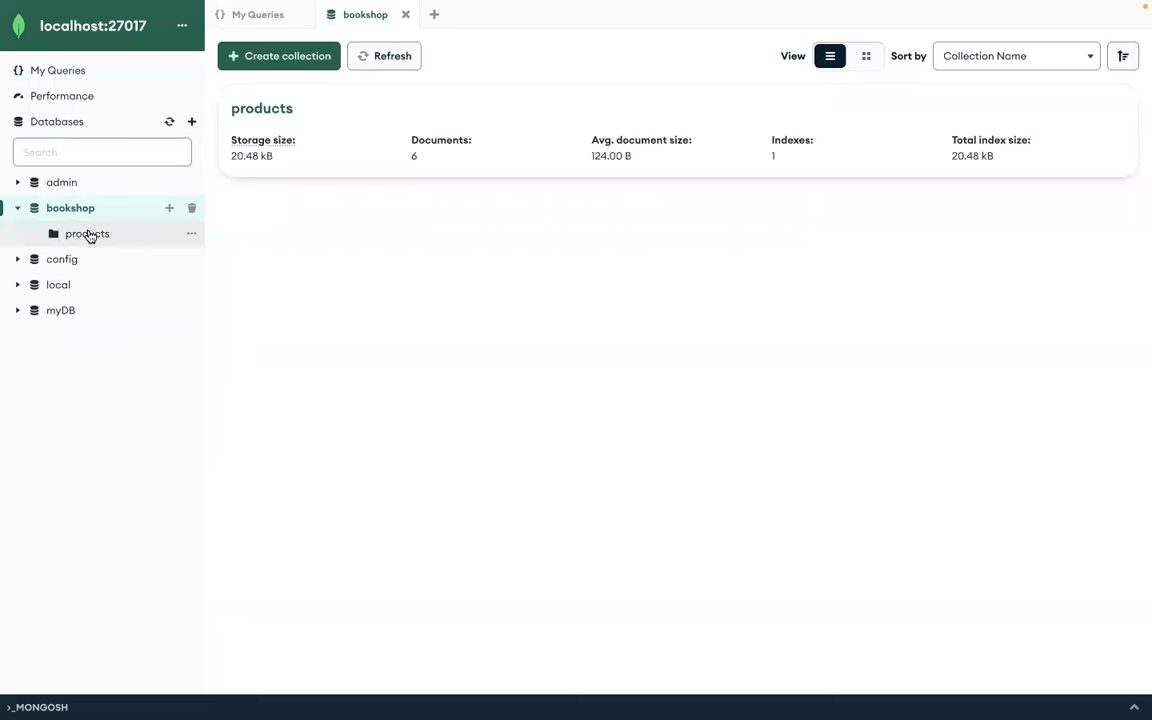 localhost:27017 ...
{} My Queries
bookshop
My Queries
Performance
Databases
Search
admin
bookshop
products ...
config
local
myDB
+ Create collection
Refresh
View
Sort by
Collection Name
products
Storage size: Documents: Avg. document size: Indexes: Total index size:
20.48 kB 6 124.00 B 1 20.48 kB
>_MONGOSH